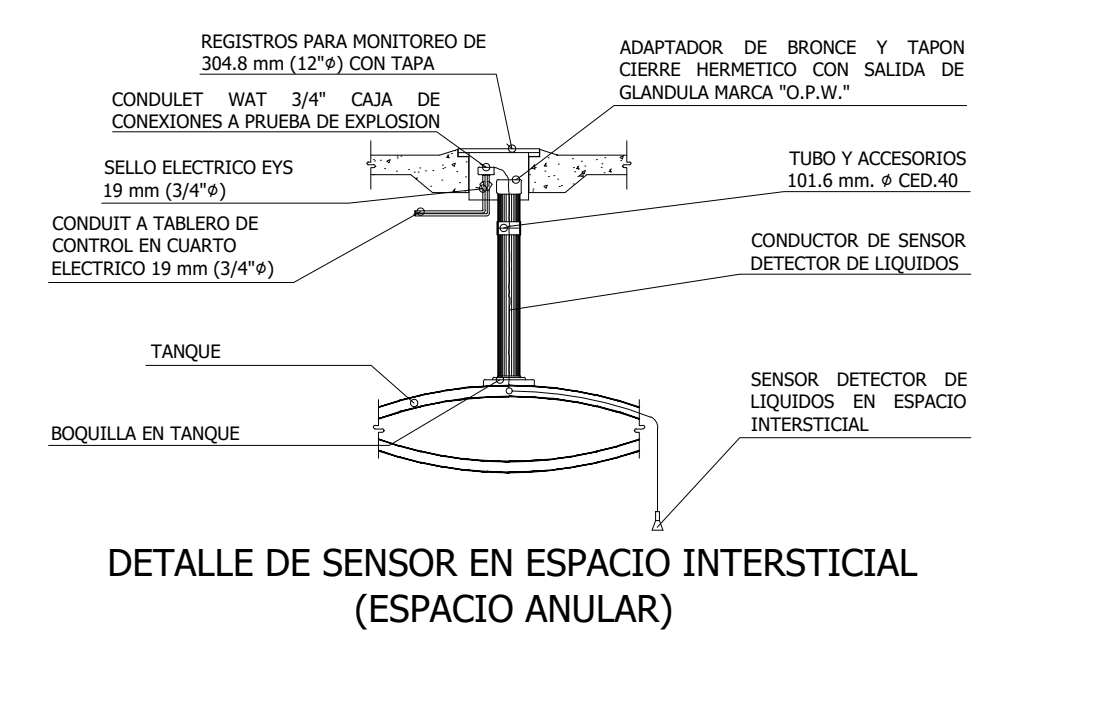 REGISTROS PARA MONITOREO DE
304.8 mm (12"φ) CON TAPA
CONDULET WAT 3/4" CAJA DE
CONEXIONES A PRUEBA DE EXPLOSION
SELLO ELECTRICO EYS
19 mm (3/4"φ)
CONDUIT A TABLERO DE
CONTROL EN CUARTO
ELECTRICO 19 mm (3/4"φ)
TANQUE
BOQUILLA EN TANQUE
ADAPTADOR DE BRONCE Y TAPON
CIERRE HERMETICO CON SALIDA DE
GLANDULA MARCA "O.P.W."
TUBO Y ACCESORIOS
101.6 mm. φ CED.40
CONDUCTOR DE SENSOR
DETECTOR DE LIQUIDOS
SENSOR DETECTOR DE
LIQUIDOS EN ESPACIO
INTERSTICIAL
DETALLE DE SENSOR EN ESPACIO INTERSTICIAL
(ESPACIO ANULAR)